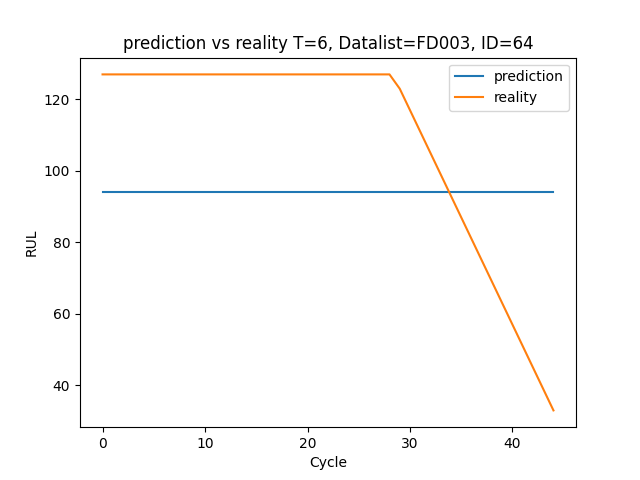 prediction vs reality T=6, Datalist=FD003, ID=64
prediction
reality
120
100
80
60
40
RUL
0 10 20 30 40
Cycle